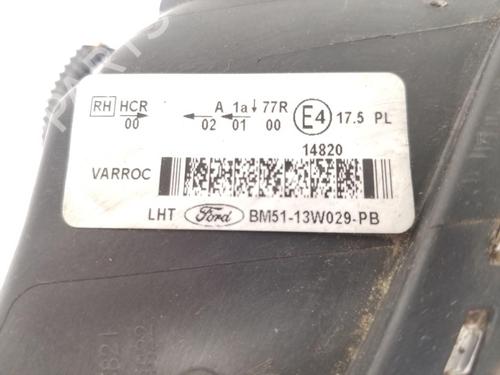 RH HCR A 1a↓ 77R E4 17.5 PL
00 → ← 02 ← 01 00
14820
VARROC
LHT Ford BM51-13W029-PB